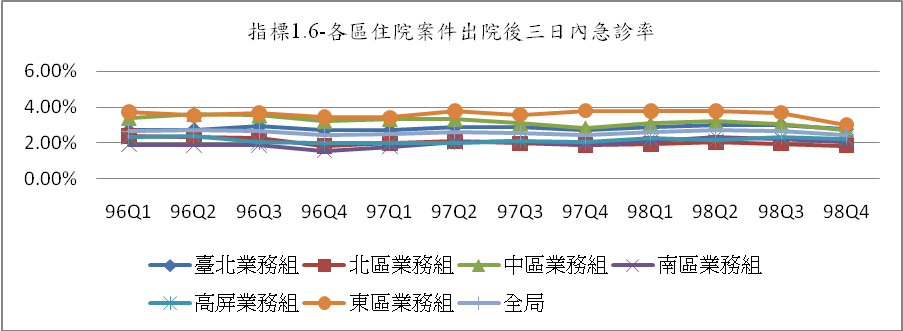 指標1.6-各區住院案件出院後三日內急診率
6.00%
4.00%
2.00%
0.00%
96Q1 96Q2 96Q3 96Q4 97Q1 97Q2 97Q3 97Q4 98Q1 98Q2 98Q3 98Q4
臺北業務組 北區業務組 中區業務組 南區業務組
高屏業務組 東區業務組 全局